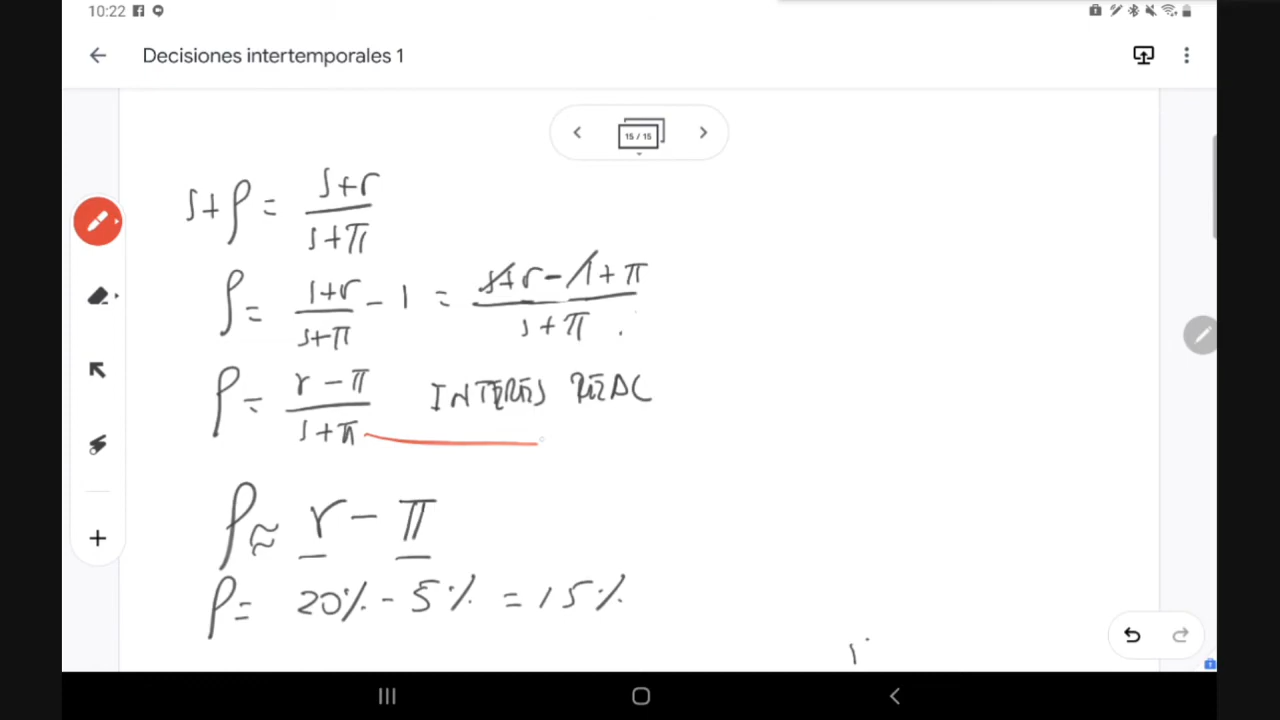 10:22
Decisiones intertemporales 1
15 / 15
1+ρ = (1+r)/(1+π)
ρ = (1+r)/(1+π) - 1 = (1+r-1+π)/(1+π)
ρ = (r-π)/(1+π) INTERES REAL
ρ ≈ r - π
ρ = 20% - 5% = 15%